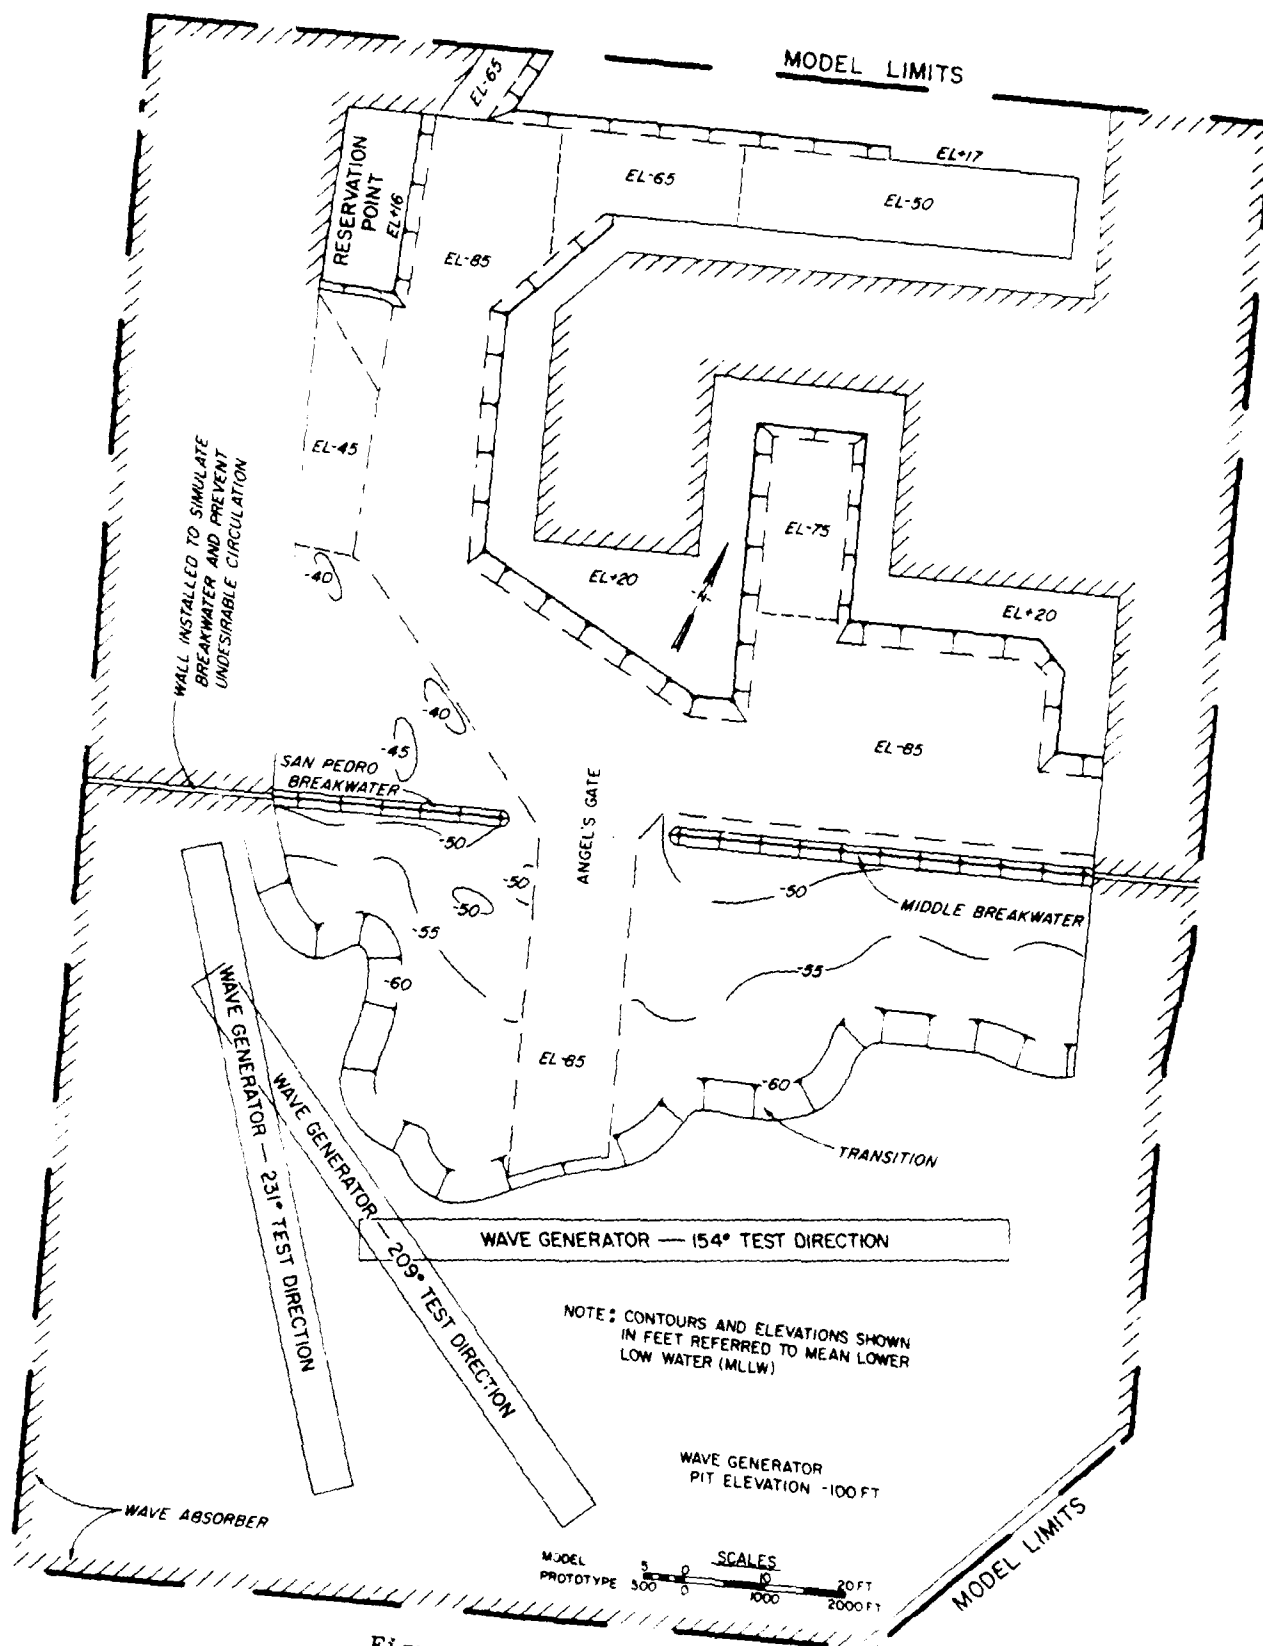 MODEL LIMITS
EL-65
EL+17
RESERVATION
POINT
EL+16
EL-65
EL-50
EL-85
EL-45
EL-75
WALL INSTALLED TO SIMULATE
BREAKWATER AND PREVENT
UNDESIRABLE CIRCULATION
-40
EL+20
-N-
EL+20
-40
-45
EL-85
SAN PEDRO
BREAKWATER
ANGEL'S GATE
-50
-50
-50
-50
MIDDLE BREAKWATER
-55
-55
-60
EL-85
-60
TRANSITION
WAVE GENERATOR — 231° TEST DIRECTION
WAVE GENERATOR — 209° TEST DIRECTION
WAVE GENERATOR — 154° TEST DIRECTION
NOTE: CONTOURS AND ELEVATIONS SHOWN
IN FEET REFERRED TO MEAN LOWER
LOW WATER (MLLW)
WAVE GENERATOR
PIT ELEVATION -100 FT
WAVE ABSORBER
MODEL LIMITS
SCALES
MODEL 5 0 10 20 FT
PROTOTYPE 500 0 1000 2000 FT